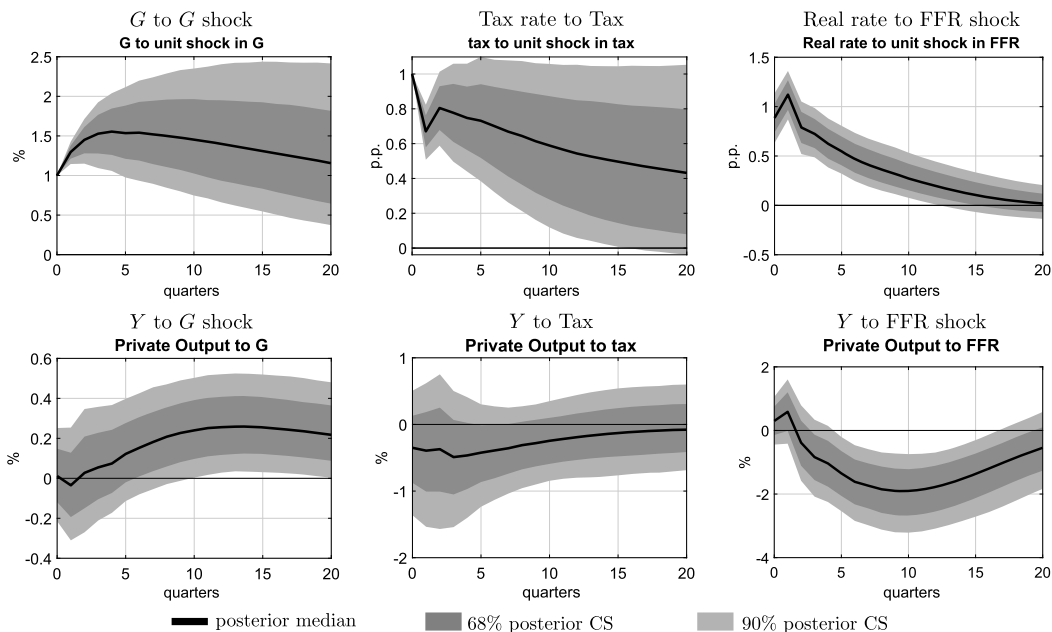 G to G shock
G to unit shock in G
2.5
2
1.5
1
0.5
0
%
0 5 10 15 20
quarters
Tax rate to Tax
tax to unit shock in tax
1
0.8
0.6
0.4
0.2
0
p.p.
0 5 10 15 20
quarters
Real rate to FFR shock
Real rate to unit shock in FFR
1.5
1
0.5
0
-0.5
p.p.
0 5 10 15 20
quarters
Y to G shock
Private Output to G
0.6
0.4
0.2
0
-0.2
-0.4
%
0 5 10 15 20
quarters
Y to Tax
Private Output to tax
1
0
-1
-2
%
0 5 10 15 20
quarters
Y to FFR shock
Private Output to FFR
2
0
-2
-4
%
0 5 10 15 20
quarters
posterior median 68% posterior CS 90% posterior CS